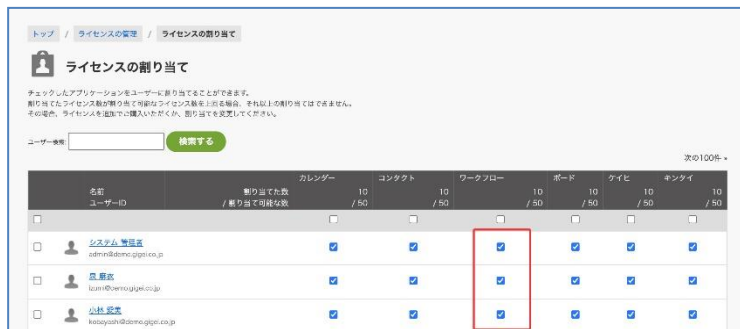 トップ / ライセンスの管理 / ライセンスの割り当て
ライセンスの割り当て
チェックしたアプリケーションをユーザーに割り当てることができます。
割り当てたライセンス数が割り当て可能なライセンス数を上回る場合、それ以上の割り当てはできません。
その場合、ライセンスを追加でご購入いただくか、割り当てを変更してください。
ユーザー検索: 検索する
次の100件 »
カレンダー コンタクト ワークフロー ボード ケイヒ キンタイ
名前 割り当てた数 10 10 10 10 10 10
ユーザーID / 割り当て可能な数 / 50 / 50 / 50 / 50 / 50 / 50
システム 管理者
admin@demo.gigei.co.jp
泉 麻衣
izumi@demo.gigei.co.jp
小林 愛美
kobayashi@demo.gigei.co.jp